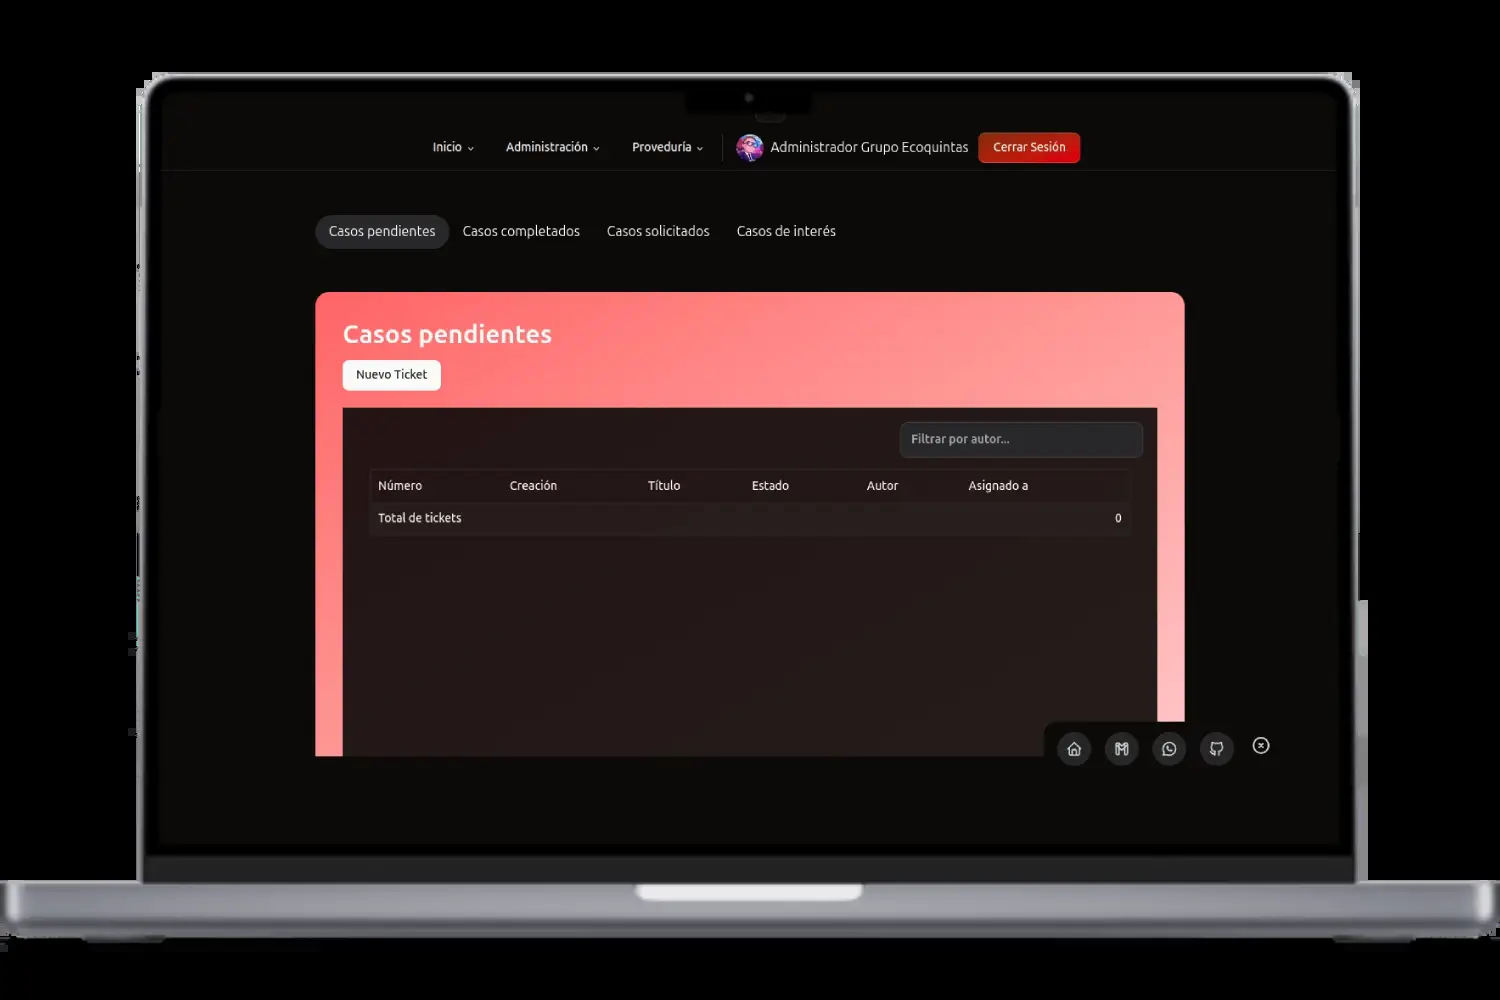 Inicio Administración Proveduría Administrador Grupo Ecoquintas Cerrar Sesión
Casos pendientes Casos completados Casos solicitados Casos de interés
Casos pendientes
Nuevo Ticket
Filtrar por autor...
Número Creación Título Estado Autor Asignado a
Total de tickets 0